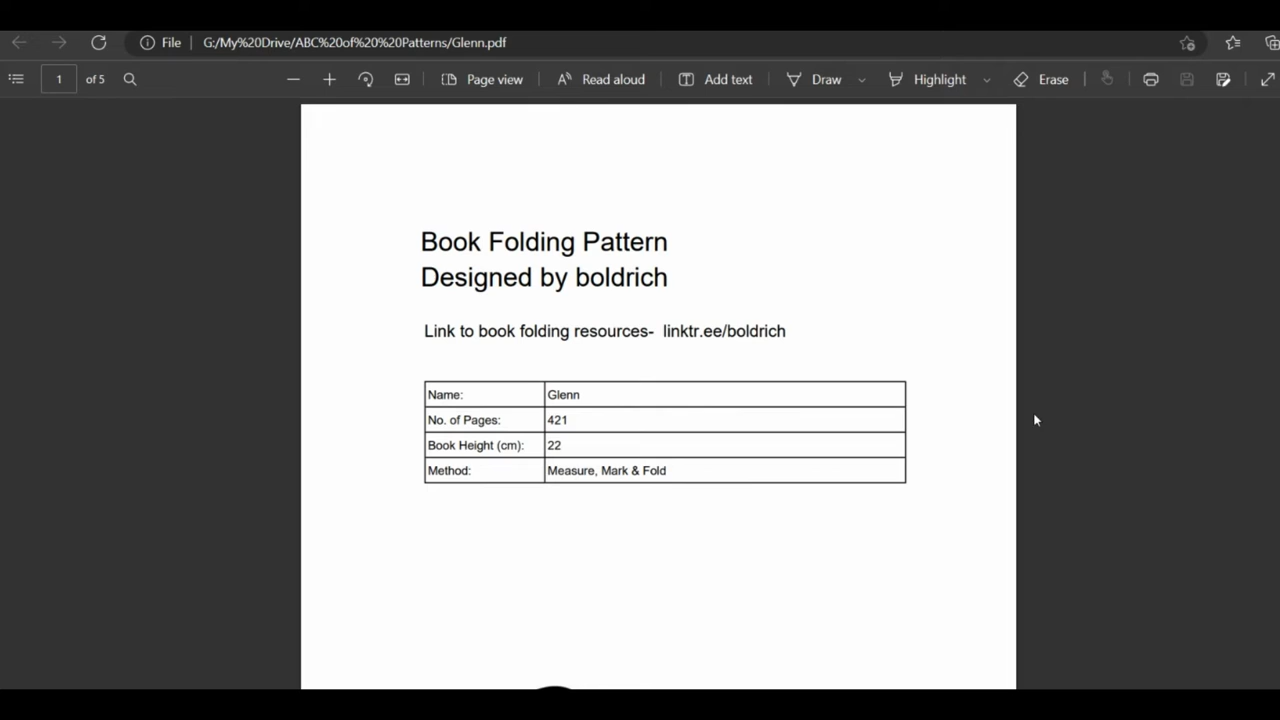 File G:/My%20Drive/ABC%20of%20%20Patterns/Glenn.pdf
1 of 5 Page view Read aloud Add text Draw Highlight Erase
Book Folding Pattern
Designed by boldrich
Link to book folding resources- linktr.ee/boldrich
Name: Glenn
No. of Pages: 421
Book Height (cm): 22
Method: Measure, Mark & Fold